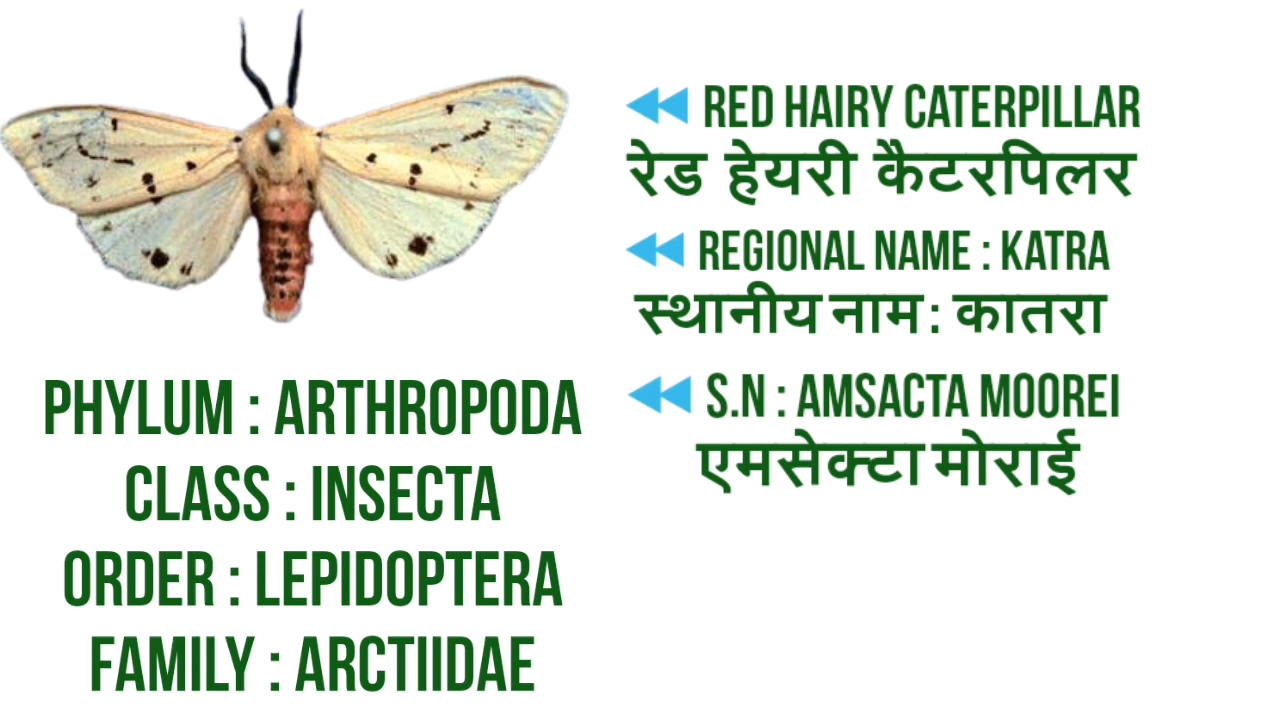 RED HAIRY CATERPILLAR
रेड हेयरी कैटरपिलर
REGIONAL NAME : KATRA
स्थानीय नाम : कातरा
S.N : AMSACTA MOOREI
एमसेक्टा मोराई
PHYLUM : ARTHROPODA
CLASS : INSECTA
ORDER : LEPIDOPTERA
FAMILY : ARCTIIDAE